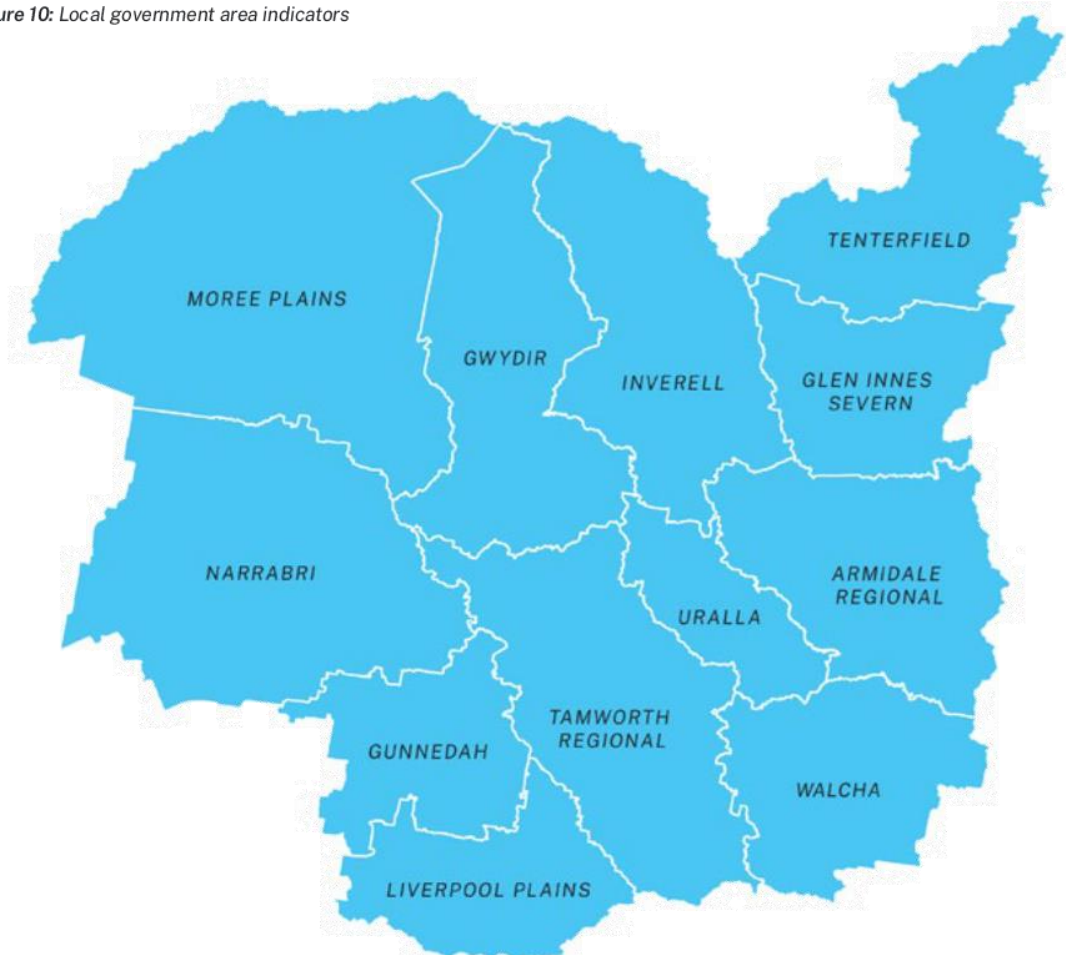 ure 10: Local government area indicators
TENTERFIELD
MOREE PLAINS
GWYDIR
INVERELL
GLEN INNES
SEVERN
NARRABRI
ARMIDALE
REGIONAL
URALLA
TAMWORTH
REGIONAL
GUNNEDAH
WALCHA
LIVERPOOL PLAINS